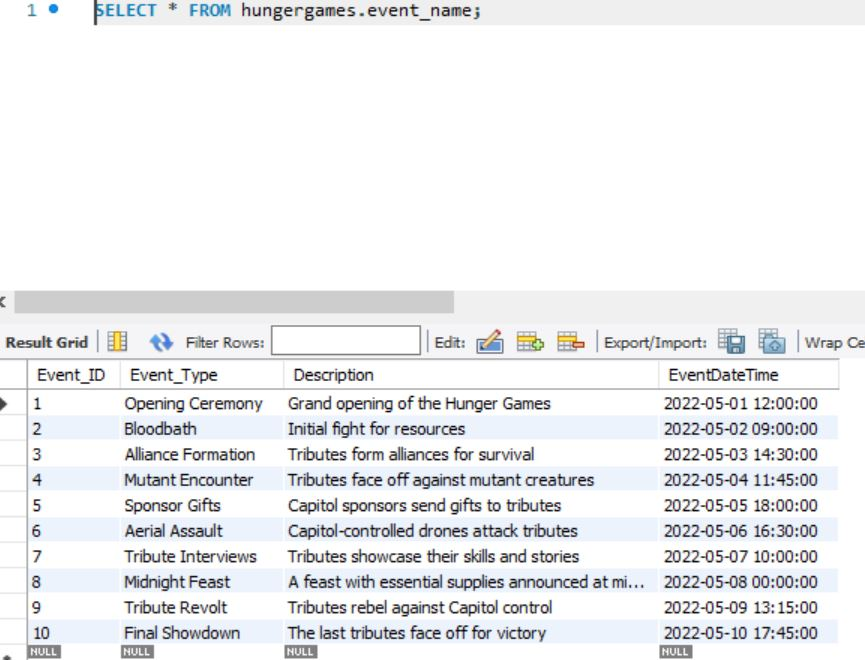 1 SELECT * FROM hungergames.event_name;
Result Grid Filter Rows: Edit: Export/Import: Wrap Ce
Event_ID Event_Type Description EventDateTime
1 Opening Ceremony Grand opening of the Hunger Games 2022-05-01 12:00:00
2 Bloodbath Initial fight for resources 2022-05-02 09:00:00
3 Alliance Formation Tributes form alliances for survival 2022-05-03 14:30:00
4 Mutant Encounter Tributes face off against mutant creatures 2022-05-04 11:45:00
5 Sponsor Gifts Capitol sponsors send gifts to tributes 2022-05-05 18:00:00
6 Aerial Assault Capitol-controlled drones attack tributes 2022-05-06 16:30:00
7 Tribute Interviews Tributes showcase their skills and stories 2022-05-07 10:00:00
8 Midnight Feast A feast with essential supplies announced at mi... 2022-05-08 00:00:00
9 Tribute Revolt Tributes rebel against Capitol control 2022-05-09 13:15:00
10 Final Showdown The last tributes face off for victory 2022-05-10 17:45:00
NULL NULL NULL NULL